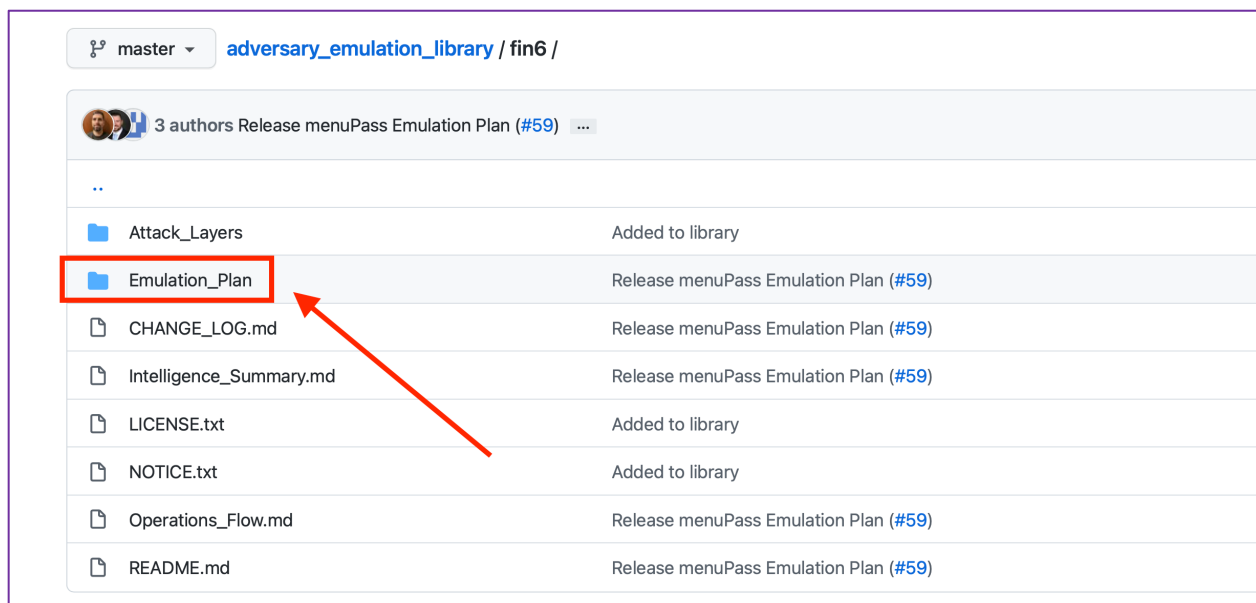 master adversary_emulation_library / fin6 /
3 authors Release menuPass Emulation Plan (#59) ...
..
Attack_Layers Added to library
Emulation_Plan Release menuPass Emulation Plan (#59)
CHANGE_LOG.md Release menuPass Emulation Plan (#59)
Intelligence_Summary.md Release menuPass Emulation Plan (#59)
LICENSE.txt Added to library
NOTICE.txt Added to library
Operations_Flow.md Release menuPass Emulation Plan (#59)
README.md Release menuPass Emulation Plan (#59)